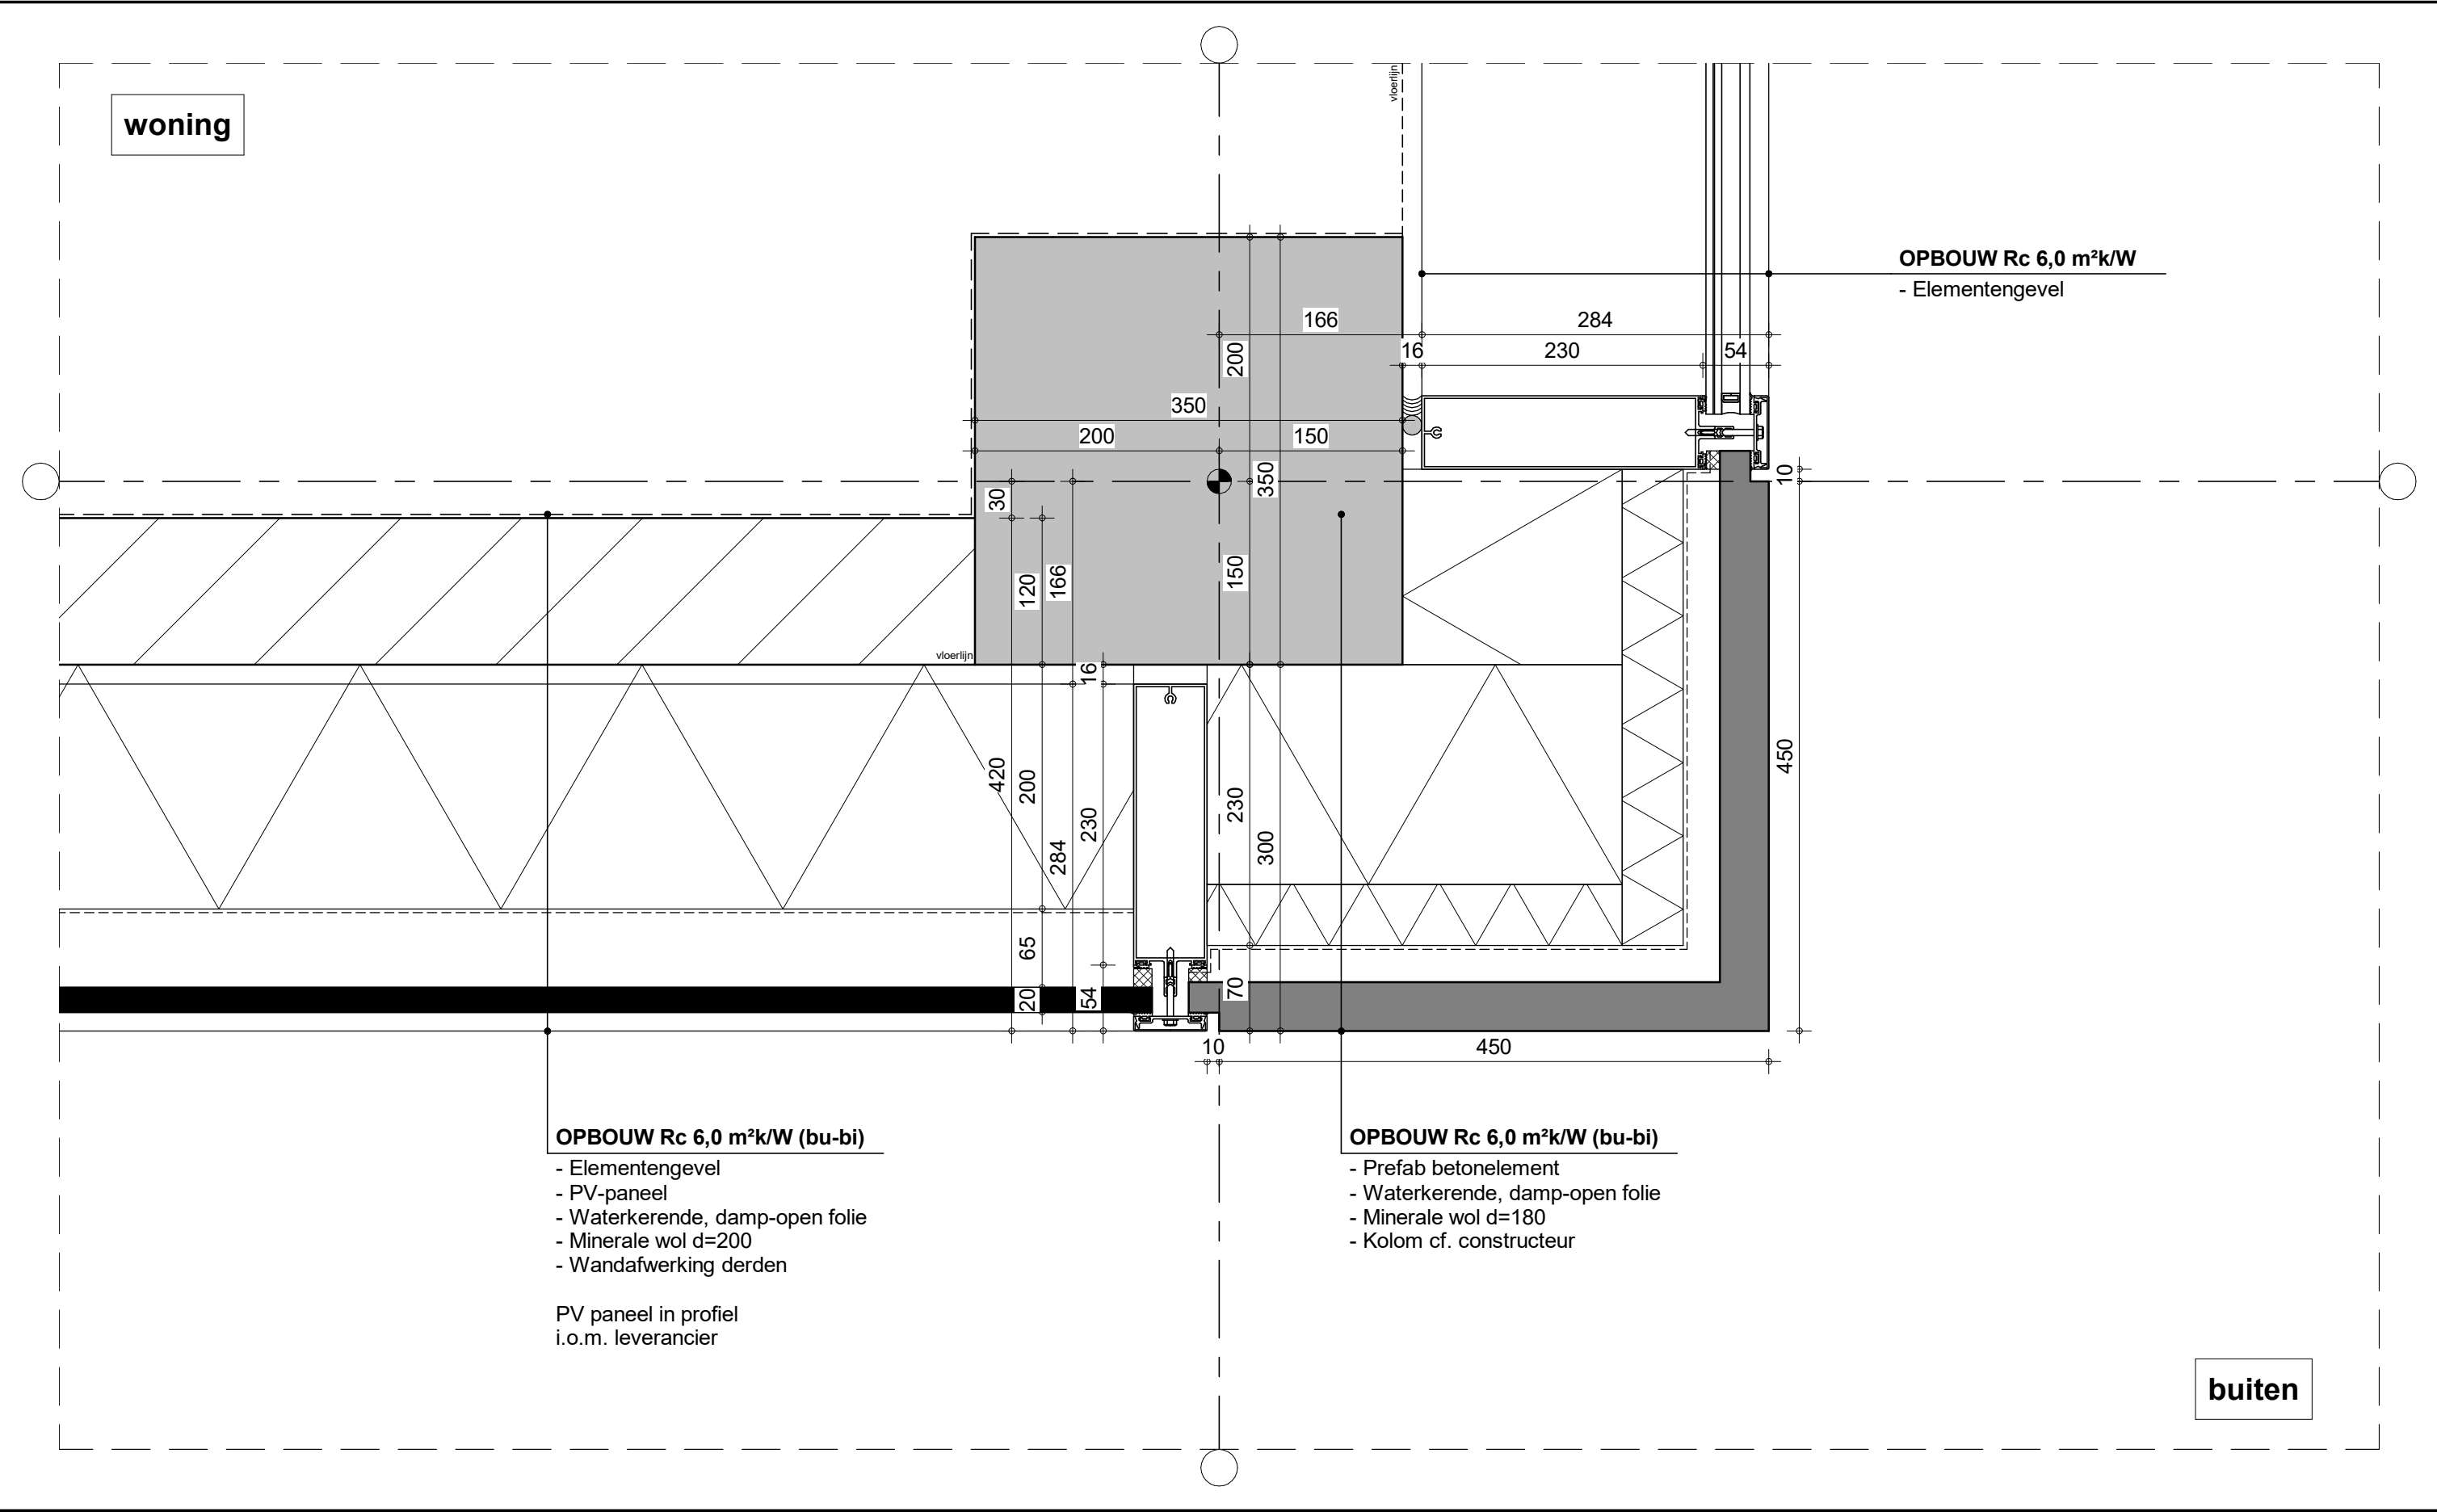 vloerlijn
woning
OPBOUW Rc 6,0 m²k/W
- Elementengevel
166
284
200
16
230
54
350
200
150
350
10
30
120
166
150
vloerlijn
16
420
200
230
284
230
300
450
65
20
54
70
10
450
OPBOUW Rc 6,0 m²k/W (bu-bi)
- Elementengevel
- PV-paneel
- Waterkerende, damp-open folie
- Minerale wol d=200
- Wandafwerking derden
PV paneel in profiel
i.o.m. leverancier
OPBOUW Rc 6,0 m²k/W (bu-bi)
- Prefab betonelement
- Waterkerende, damp-open folie
- Minerale wol d=180
- Kolom cf. constructeur
buiten